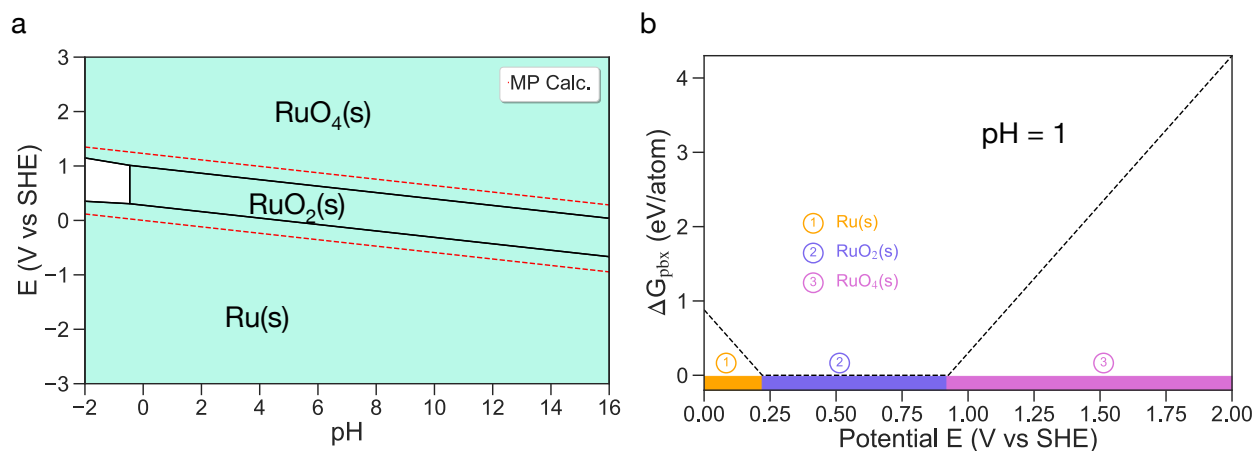 a
E (V vs SHE)
3
2
1
0
−1
−2
−3
MP Calc.
RuO₄(s)
RuO₂(s)
Ru(s)
−2 0 2 4 6 8 10 12 14 16
pH
b
ΔG_pbx (eV/atom)
4
3
2
1
0
pH = 1
1 Ru(s)
2 RuO₂(s)
3 RuO₄(s)
1 2 3
0.00 0.25 0.50 0.75 1.00 1.25 1.50 1.75 2.00
Potential E (V vs SHE)